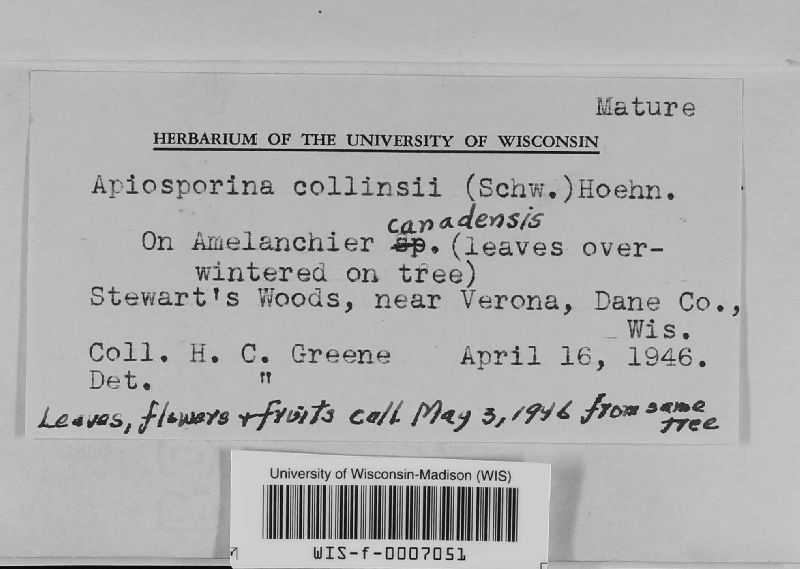 Mature
HERBARIUM OF THE UNIVERSITY OF WISCONSIN
Apiosporina collinsii (Schw.)Hoehn.
canadensis
On Amelanchier sp. (leaves over-
wintered on tree)
Stewart's Woods, near Verona, Dane Co.,
Wis.
Coll. H. C. Greene April 16, 1946.
Det. "
Leaves, flowers + fruits coll. May 3, 1946 from same
tree
University of Wisconsin-Madison (WIS)
WIS-f-0007051